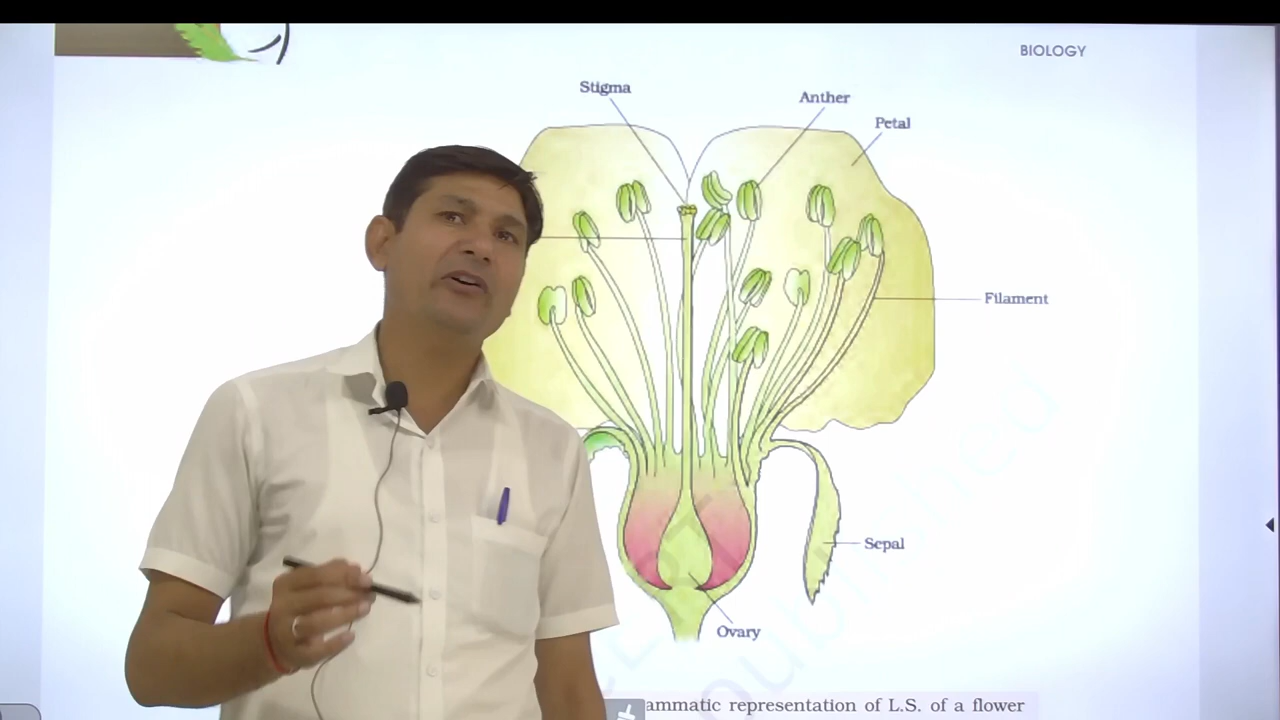 BIOLOGY
Stigma
Anther
Petal
Filament
Sepal
Ovary
ammatic representation of L.S. of a flower